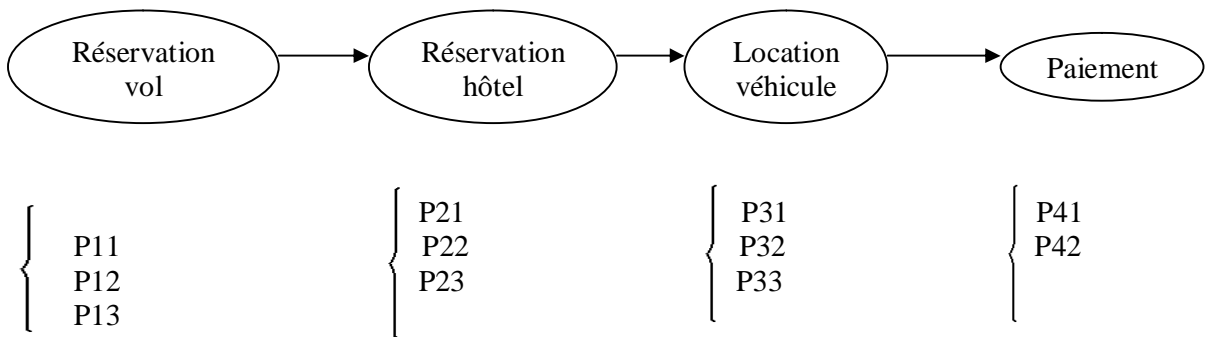 Réservation
vol
Réservation
hôtel
Location
véhicule
Paiement
P11
P12
P13
P21
P22
P23
P31
P32
P33
P41
P42